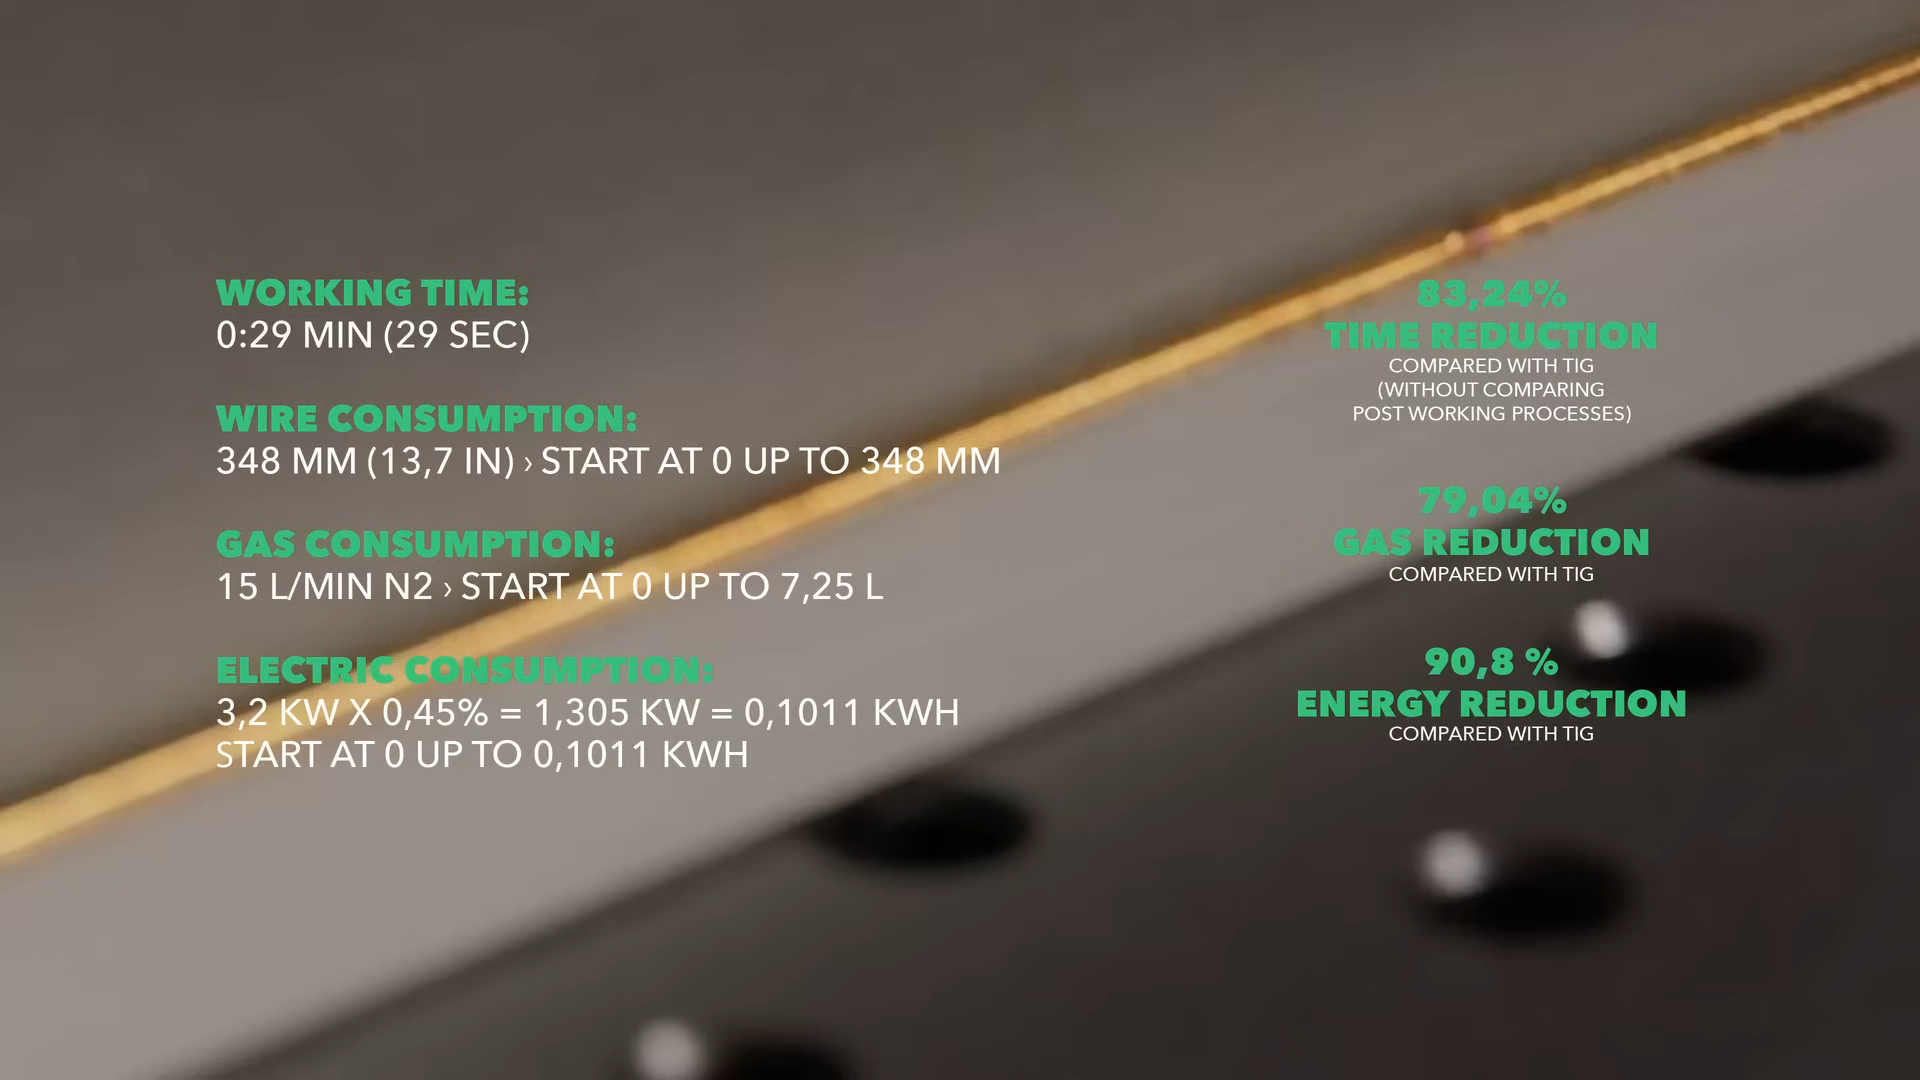 WORKING TIME:
0:29 MIN (29 SEC)
WIRE CONSUMPTION:
348 MM (13,7 IN) › START AT 0 UP TO 348 MM
GAS CONSUMPTION:
15 L/MIN N2 › START AT 0 UP TO 7,25 L
ELECTRIC CONSUMPTION:
3,2 KW X 0,45% = 1,305 KW = 0,1011 KWH
START AT 0 UP TO 0,1011 KWH
83,24%
TIME REDUCTION
COMPARED WITH TIG
(WITHOUT COMPARING
POST WORKING PROCESSES)
79,04%
GAS REDUCTION
COMPARED WITH TIG
90,8 %
ENERGY REDUCTION
COMPARED WITH TIG